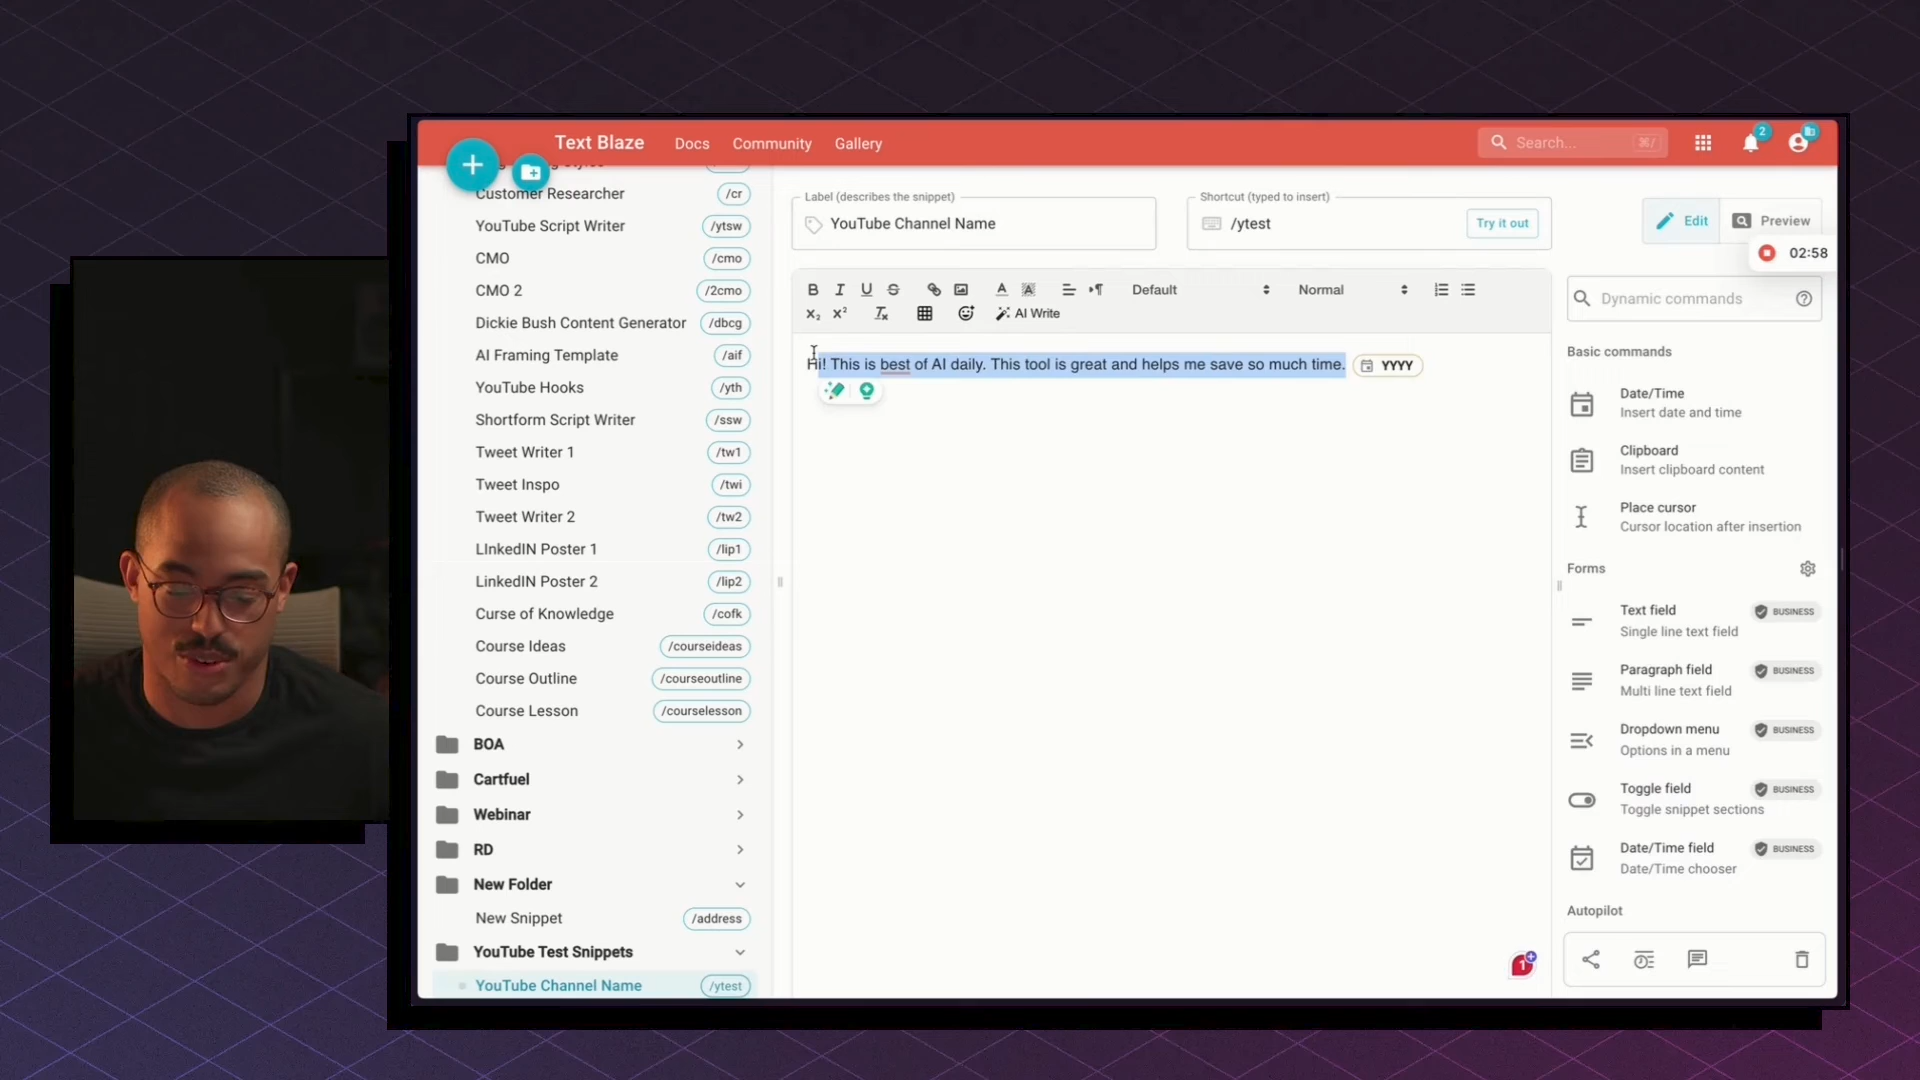 Text Blaze
Docs
Community
Gallery
Search...
⌘/
2
Customer Researcher
/cr
YouTube Script Writer
/ytsw
CMO
/cmo
CMO 2
/2cmo
Dickie Bush Content Generator
/dbcg
AI Framing Template
/aif
YouTube Hooks
/yth
Shortform Script Writer
/ssw
Tweet Writer 1
/tw1
Tweet Inspo
/twi
Tweet Writer 2
/tw2
LInkedIN Poster 1
/lip1
LinkedIN Poster 2
/lip2
Curse of Knowledge
/cofk
Course Ideas
/courseideas
Course Outline
/courseoutline
Course Lesson
/courselesson
BOA
Cartfuel
Webinar
RD
New Folder
New Snippet
/address
YouTube Test Snippets
YouTube Channel Name
/ytest
Label (describes the snippet)
YouTube Channel Name
Shortcut (typed to insert)
/ytest
Try it out
Edit
Preview
02:58
Default
Normal
AI Write
Hi! This is best of AI daily. This tool is great and helps me save so much time.
YYYY
1
Dynamic commands
Basic commands
Date/Time
Insert date and time
Clipboard
Insert clipboard content
Place cursor
Cursor location after insertion
Forms
Text field
BUSINESS
Single line text field
Paragraph field
BUSINESS
Multi line text field
Dropdown menu
BUSINESS
Options in a menu
Toggle field
BUSINESS
Toggle snippet sections
Date/Time field
BUSINESS
Date/Time chooser
Autopilot